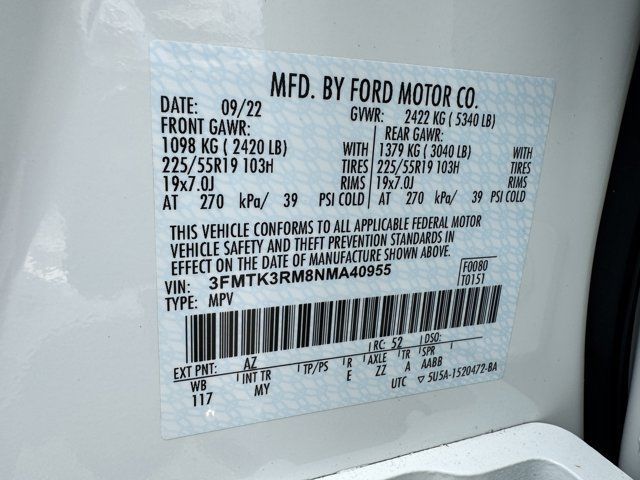 MFD. BY FORD MOTOR CO.
DATE: 09/22 GVWR: 2422 KG ( 5340 LB)
FRONT GAWR: REAR GAWR:
1098 KG ( 2420 LB) WITH 1379 KG ( 3040 LB) WITH
225/55R19 103H TIRES 225/55R19 103H TIRES
19x7.0J RIMS 19x7.0J RIMS
AT 270 kPa/ 39 PSI COLD AT 270 kPa/ 39 PSI COLD
THIS VEHICLE CONFORMS TO ALL APPLICABLE FEDERAL MOTOR
VEHICLE SAFETY AND THEFT PREVENTION STANDARDS IN
EFFECT ON THE DATE OF MANUFACTURE SHOWN ABOVE.
VIN: 3FMTK3RM8NMA40955 F0080
TYPE: MPV T0151
EXT PNT: AZ RC: 52 DSO:
WB INT TR TP/PS R AXLE TR SPR
117 MY E ZZ A AABB
UTC ▽5U5A-1520472-BA